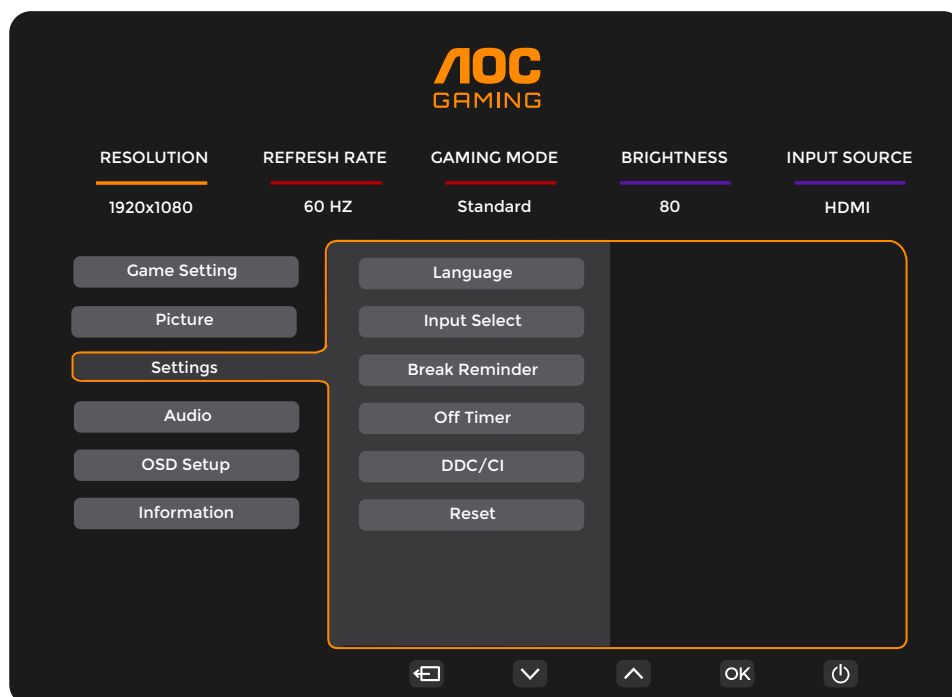 AOC
GAMING
RESOLUTION REFRESH RATE GAMING MODE BRIGHTNESS INPUT SOURCE
1920x1080 60 HZ Standard 80 HDMI
Game Setting
Picture
Settings
Audio
OSD Setup
Information
Language
Input Select
Break Reminder
Off Timer
DDC/CI
Reset
OK